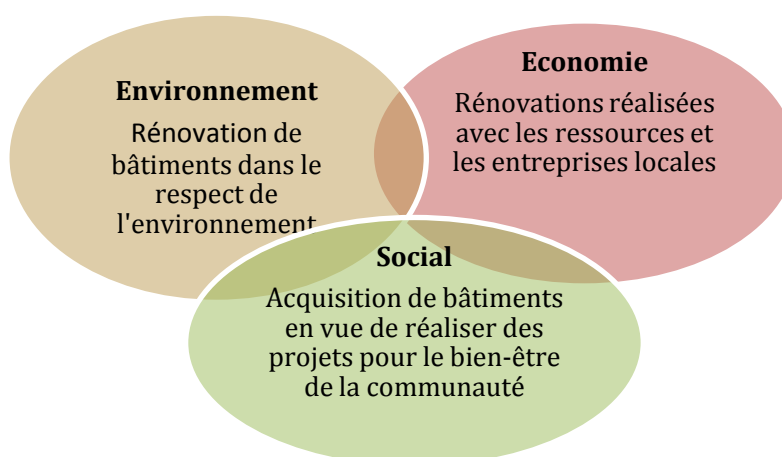 Environnement
Rénovation de
bâtiments dans le
respect de
l'environnement
Economie
Rénovations réalisées
avec les ressources et
les entreprises locales
Social
Acquisition de bâtiments
en vue de réaliser des
projets pour le bien-être
de la communauté